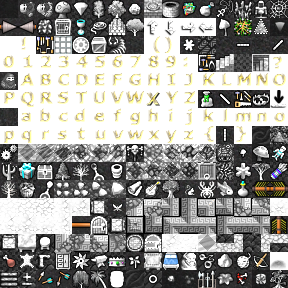 ! ( )
0 1 2 3 4 5 6 7 8 9 : ; ?
A B C D E F G H I J K L M N O
P Q R S T U V W X Y Z
a b c d e f g h i j k l m n o
p q r s t u v w x y z { | }